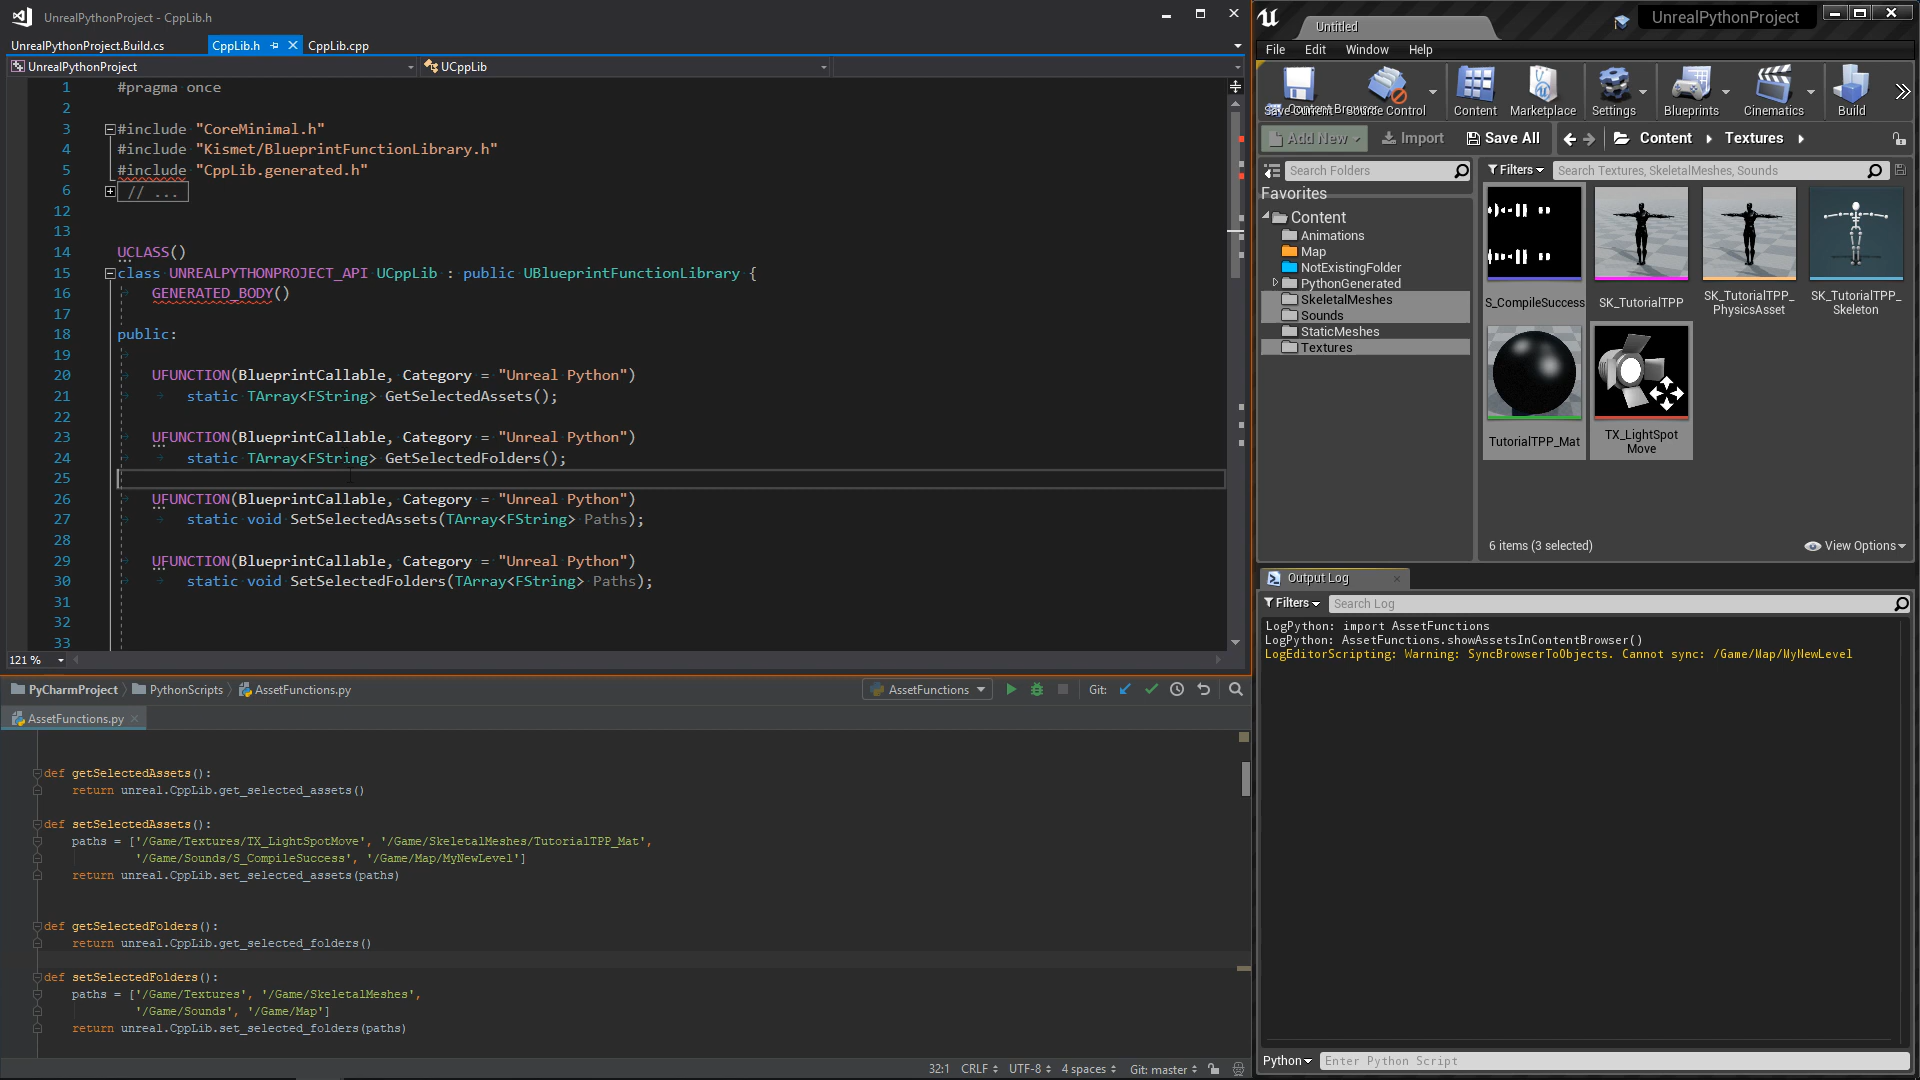 UnrealPythonProject - CppLib.h
UnrealPythonProject.Build.cs
CppLib.h
CppLib.cpp
UnrealPythonProject
UCppLib
1 #pragma once
2
3 #include "CoreMinimal.h"
4 #include "Kismet/BlueprintFunctionLibrary.h"
5 #include "CppLib.generated.h"
6 // ...
12
13
14 UCLASS()
15 class UNREALPYTHONPROJECT_API UCppLib : public UBlueprintFunctionLibrary {
16 GENERATED_BODY()
17
18 public:
19
20 UFUNCTION(BlueprintCallable, Category = "Unreal Python")
21 static TArray<FString> GetSelectedAssets();
22
23 UFUNCTION(BlueprintCallable, Category = "Unreal Python")
24 static TArray<FString> GetSelectedFolders();
25
26 UFUNCTION(BlueprintCallable, Category = "Unreal Python")
27 static void SetSelectedAssets(TArray<FString> Paths);
28
29 UFUNCTION(BlueprintCallable, Category = "Unreal Python")
30 static void SetSelectedFolders(TArray<FString> Paths);
31
32
33
121 %
PyCharmProject
PythonScripts
AssetFunctions.py
AssetFunctions
Git:
AssetFunctions.py
def getSelectedAssets():
return unreal.CppLib.get_selected_assets()
def setSelectedAssets():
paths = ['/Game/Textures/TX_LightSpotMove', '/Game/SkeletalMeshes/TutorialTPP_Mat',
'/Game/Sounds/S_CompileSuccess', '/Game/Map/MyNewLevel']
return unreal.CppLib.set_selected_assets(paths)
def getSelectedFolders():
return unreal.CppLib.get_selected_folders()
def setSelectedFolders():
paths = ['/Game/Textures', '/Game/SkeletalMeshes',
'/Game/Sounds', '/Game/Map']
return unreal.CppLib.set_selected_folders(paths)
32:1 CRLF UTF-8 4 spaces Git: master
Untitled
UnrealPythonProject
File Edit Window Help
Save Current
Content Browser
Source Control
Content
Marketplace
Settings
Blueprints
Cinematics
Build
Add New
Import
Save All
Content
Textures
Search Folders
Filters
Search Textures, SkeletalMeshes, Sounds
Favorites
Content
Animations
Map
NotExistingFolder
PythonGenerated
SkeletalMeshes
Sounds
StaticMeshes
Textures
S_CompileSuccess
SK_TutorialTPP
SK_TutorialTPP_
PhysicsAsset
SK_TutorialTPP_
Skeleton
TutorialTPP_Mat
TX_LightSpot
Move
6 items (3 selected)
View Options
Output Log
Filters
Search Log
LogPython: import AssetFunctions
LogPython: AssetFunctions.showAssetsInContentBrowser()
LogEditorScripting: Warning: SyncBrowserToObjects. Cannot sync: /Game/Map/MyNewLevel
Python
Enter Python Script